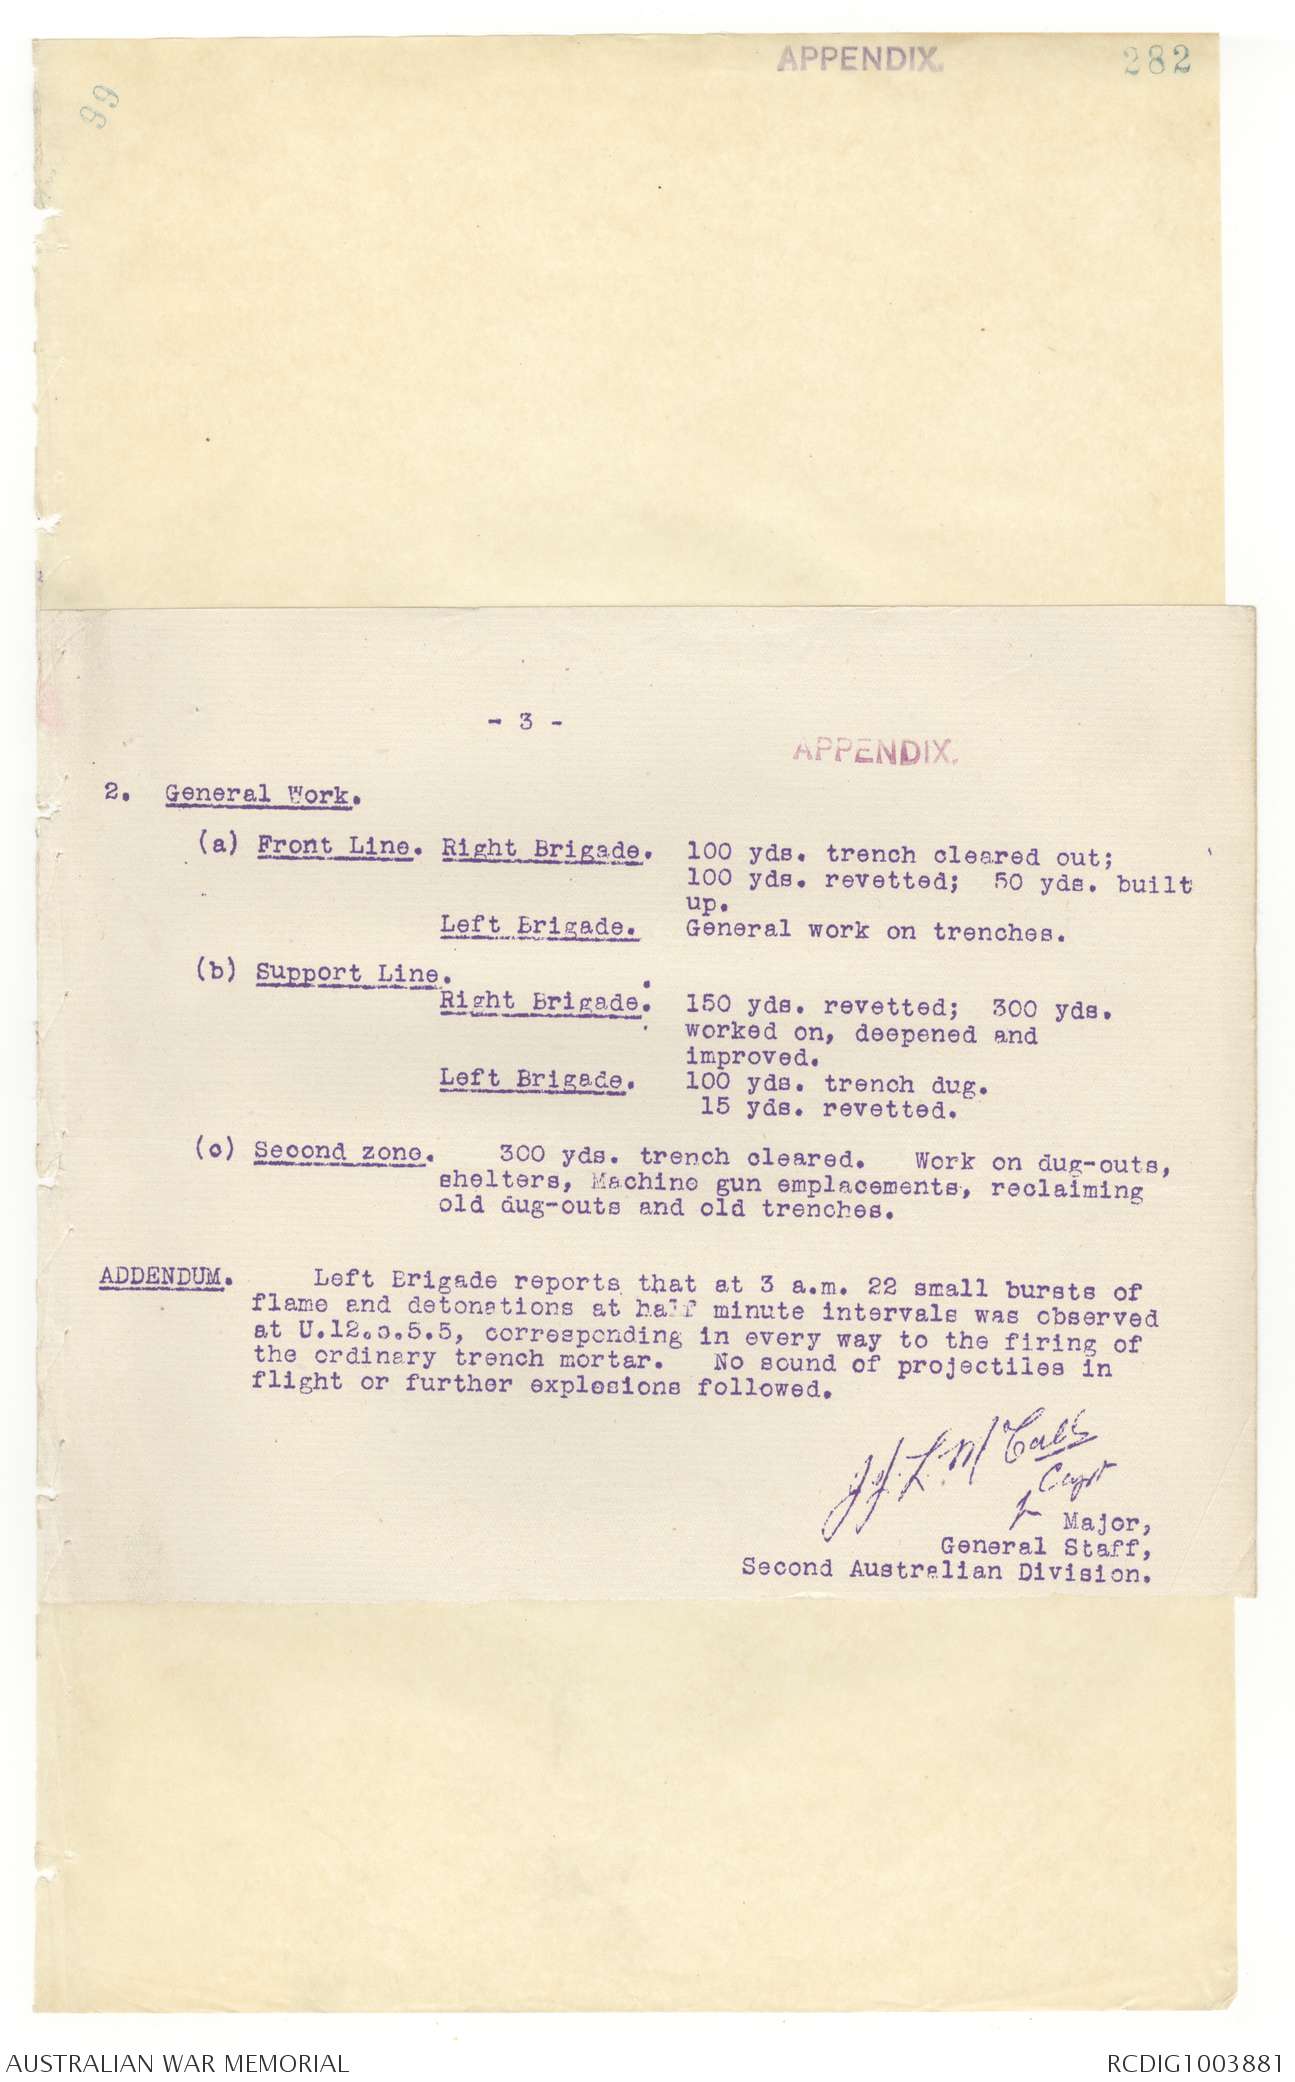 APPENDIX.
282
99
- 3 -
APPENDIX.
2. General Work.
(a) Front Line. Right Brigade. 100 yds. trench cleared out;
100 yds. revetted; 50 yds. built
up.
Left Brigade. General work on trenches.
(b) Support Line.
Right Brigade. 150 yds. revetted; 300 yds.
worked on, deepened and
improved.
Left Brigade. 100 yds. trench dug.
15 yds. revetted.
(c) Second zone. 300 yds. trench cleared. Work on dug-outs,
shelters, Machine gun emplacements, reclaiming
old dug-outs and old trenches.
ADDENDUM. Left Brigade reports that at 3 a.m. 22 small bursts of
flame and detonations at half minute intervals was observed
at U.12.c.5.5, corresponding in every way to the firing of
the ordinary trench mortar. No sound of projectiles in
flight or further explosions followed.
Capt
Major,
General Staff,
Second Australian Division.
AUSTRALIAN WAR MEMORIAL
RCDIG1003881